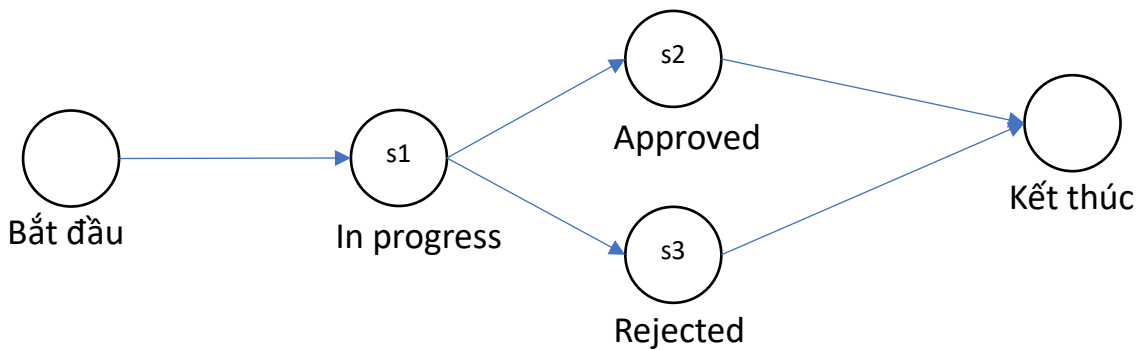 Bắt đầu
s1
In progress
s2
Approved
s3
Rejected
Kết thúc